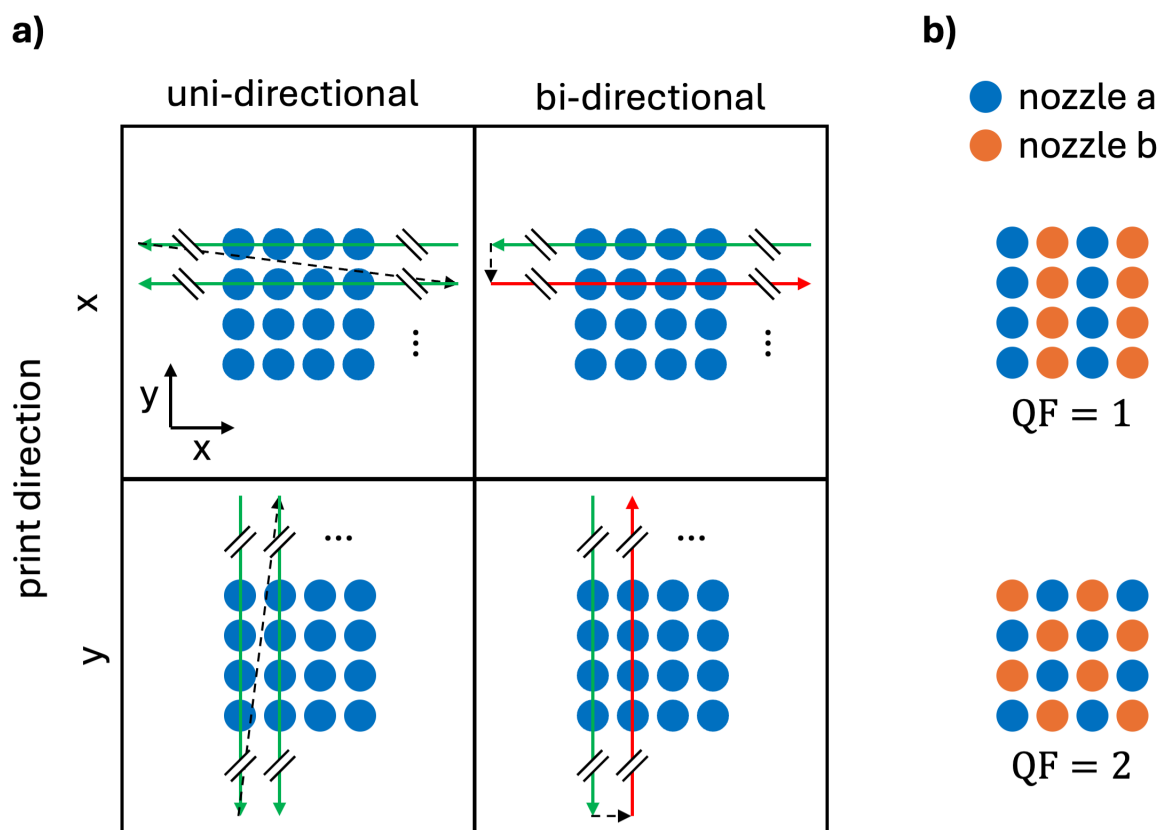 a)
b)
uni-directional
bi-directional
nozzle a
nozzle b
print direction
x
...
...
y
x
QF = 1
y
...
...
QF = 2